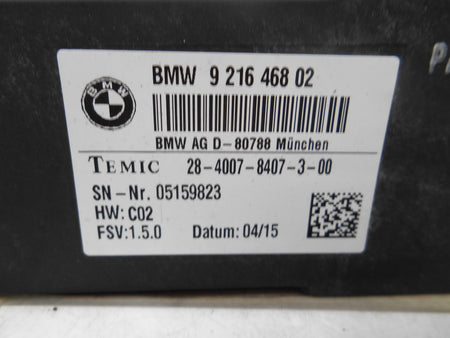 BMW 9 216 468 02
BMW
BMW AG D-80788 München
TEMIC 28-4007-8407-3-00
SN-Nr. 05159823
HW: C02
FSV:1.5.0 Datum: 04/15